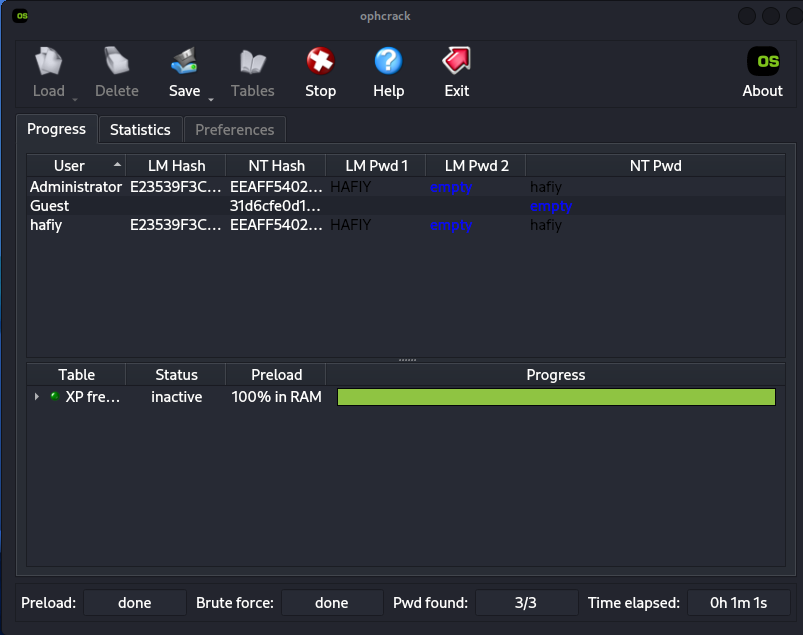 OS ophcrack
Load Delete Save Tables Stop Help Exit OS About
Progress Statistics Preferences
User LM Hash NT Hash LM Pwd 1 LM Pwd 2 NT Pwd
Administrator E23539F3C... EEAFF5402... HAFIY empty hafiy
Guest 31d6cfe0d1... empty
hafiy E23539F3C... EEAFF5402... HAFIY empty hafiy
Table Status Preload Progress
XP fre... inactive 100% in RAM
Preload: done Brute force: done Pwd found: 3/3 Time elapsed: 0h 1m 1s